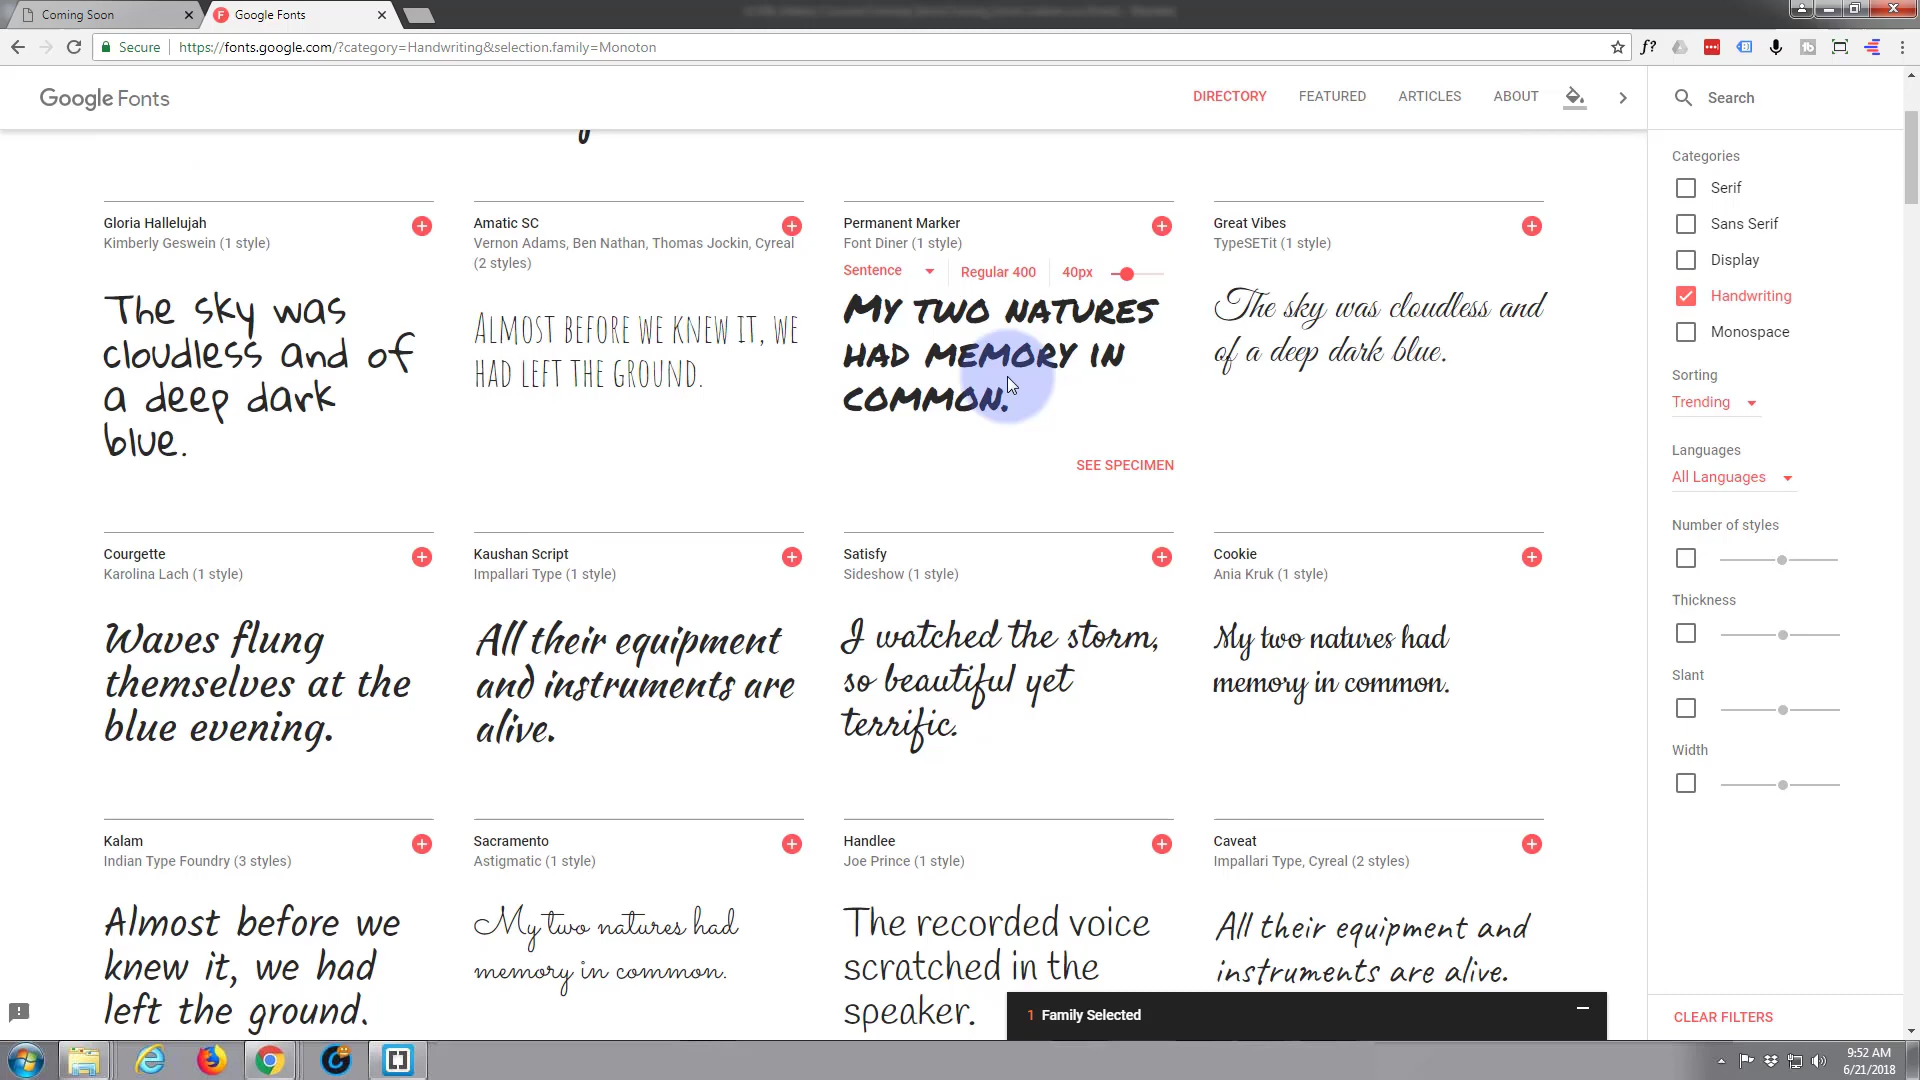 Coming Soon
Google Fonts
Secure
https://fonts.google.com/?category=Handwriting&selection.family=Monoton
f?
Google Fonts
DIRECTORY
FEATURED
ARTICLES
ABOUT
Search
Gloria Hallelujah
Kimberly Geswein (1 style)
The sky was
cloudless and of
a deep dark
blue.
Amatic SC
Vernon Adams, Ben Nathan, Thomas Jockin, Cyreal
(2 styles)
Almost before we knew it, we
had left the ground.
Permanent Marker
Font Diner (1 style)
Sentence
Regular 400
40px
My two natures
had memory in
common.
SEE SPECIMEN
Great Vibes
TypeSETit (1 style)
The sky was cloudless and
of a deep dark blue.
Courgette
Karolina Lach (1 style)
Waves flung
themselves at the
blue evening.
Kaushan Script
Impallari Type (1 style)
All their equipment
and instruments are
alive.
Satisfy
Sideshow (1 style)
I watched the storm,
so beautiful yet
terrific.
Cookie
Ania Kruk (1 style)
My two natures had
memory in common.
Kalam
Indian Type Foundry (3 styles)
Almost before we
knew it, we had
left the ground.
Sacramento
Astigmatic (1 style)
My two natures had
memory in common.
Handlee
Joe Prince (1 style)
The recorded voice
scratched in the
speaker.
Caveat
Impallari Type, Cyreal (2 styles)
All their equipment and
instruments are alive.
1 Family Selected
Categories
Serif
Sans Serif
Display
Handwriting
Monospace
Sorting
Trending
Languages
All Languages
Number of styles
Thickness
Slant
Width
CLEAR FILTERS
9:52 AM
6/21/2018